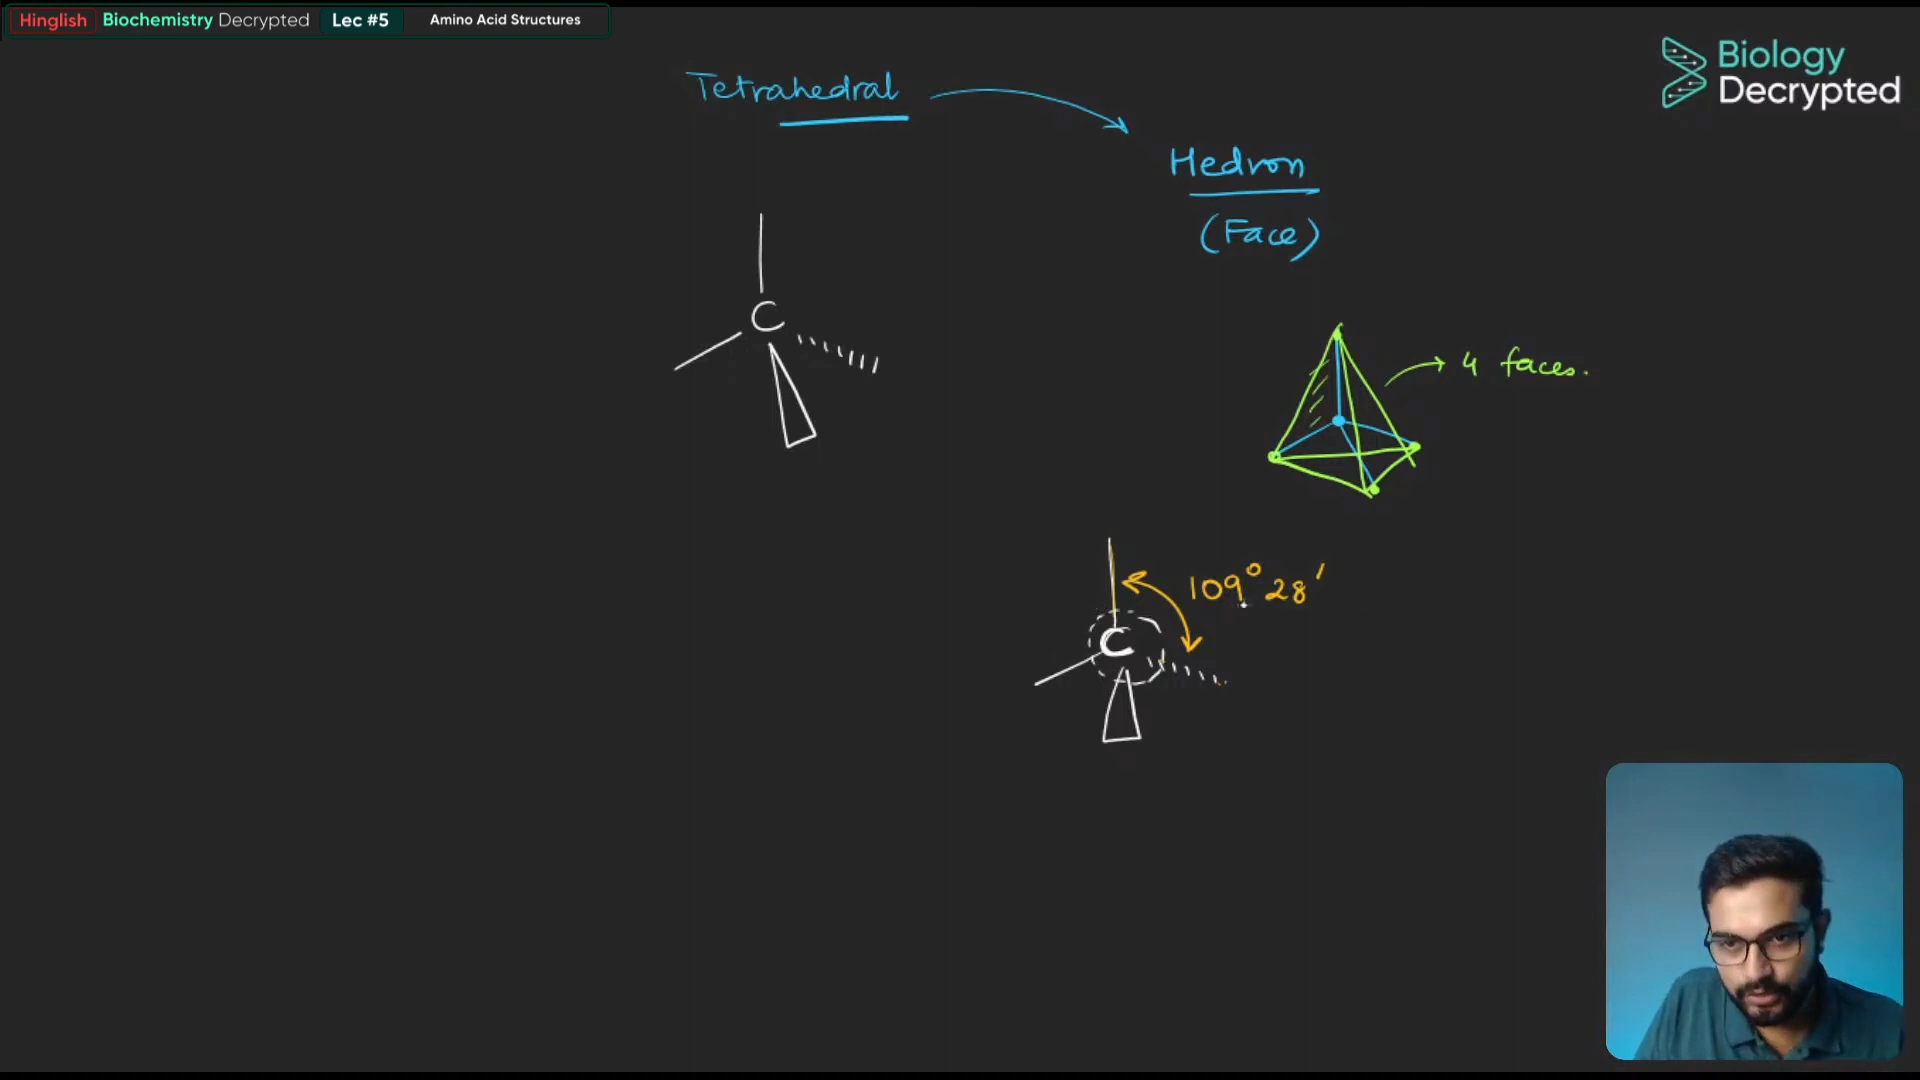 Hinglish Biochemistry Decrypted Lec #5 Amino Acid Structures
Biology
Decrypted
Tetrahedral
Hedron
(Face)
C
4 faces.
109° 28'
C